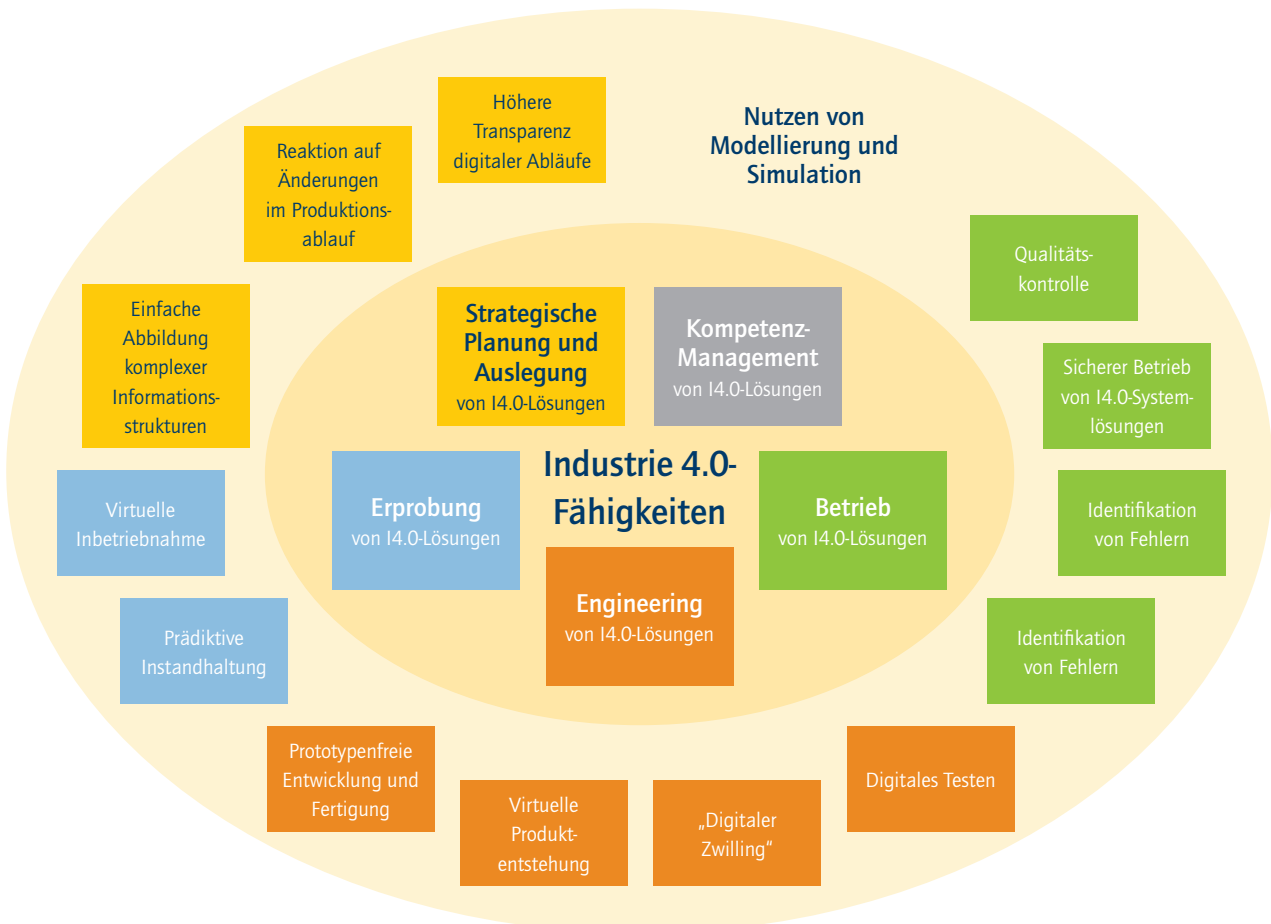 Höhere
Transparenz
digitaler Abläufe
Nutzen von
Modellierung und
Simulation
Reaktion auf
Änderungen
im Produktions-
ablauf
Qualitäts-
kontrolle
Einfache
Abbildung
komplexer
Informations-
strukturen
Strategische
Planung und
Auslegung
von I4.0-Lösungen
Kompetenz-
Management
von I4.0-Lösungen
Sicherer Betrieb
von I4.0-System-
lösungen
Industrie 4.0-
Fähigkeiten
Virtuelle
Inbetriebnahme
Erprobung
von I4.0-Lösungen
Betrieb
von I4.0-Lösungen
Identifikation
von Fehlern
Engineering
von I4.0-Lösungen
Prädiktive
Instandhaltung
Identifikation
von Fehlern
Prototypenfreie
Entwicklung und
Fertigung
Virtuelle
Produkt-
entstehung
„Digitaler
Zwilling“
Digitales Testen